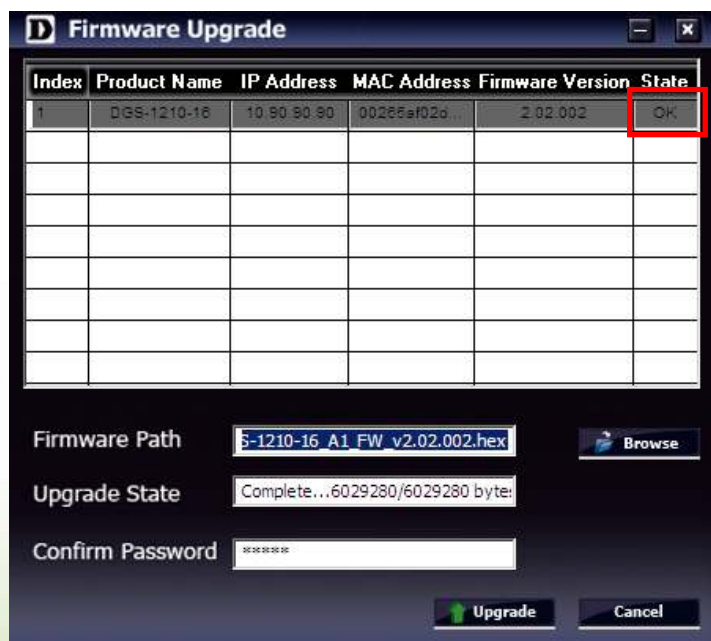 D Firmware Upgrade
Index Product Name IP Address MAC Address Firmware Version State
1 DGS-1210-16 10.90.90.90 00265af02d... 2.02.002 OK
Firmware Path S-1210-16_A1_FW_v2.02.002.hex Browse
Upgrade State Complete...6029280/6029280 bytes
Confirm Password *****
Upgrade Cancel